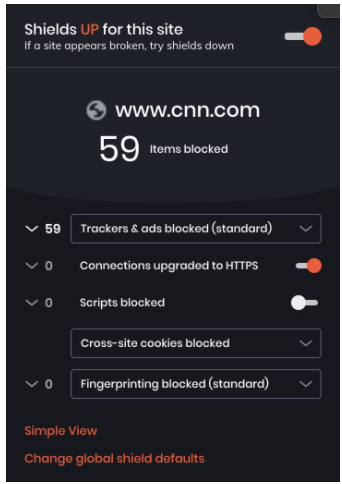 Shields UP for this site
If a site appears broken, try shields down
www.cnn.com
59 Items blocked
59 Trackers & ads blocked (standard)
0 Connections upgraded to HTTPS
0 Scripts blocked
Cross-site cookies blocked
0 Fingerprinting blocked (standard)
Simple View
Change global shield defaults